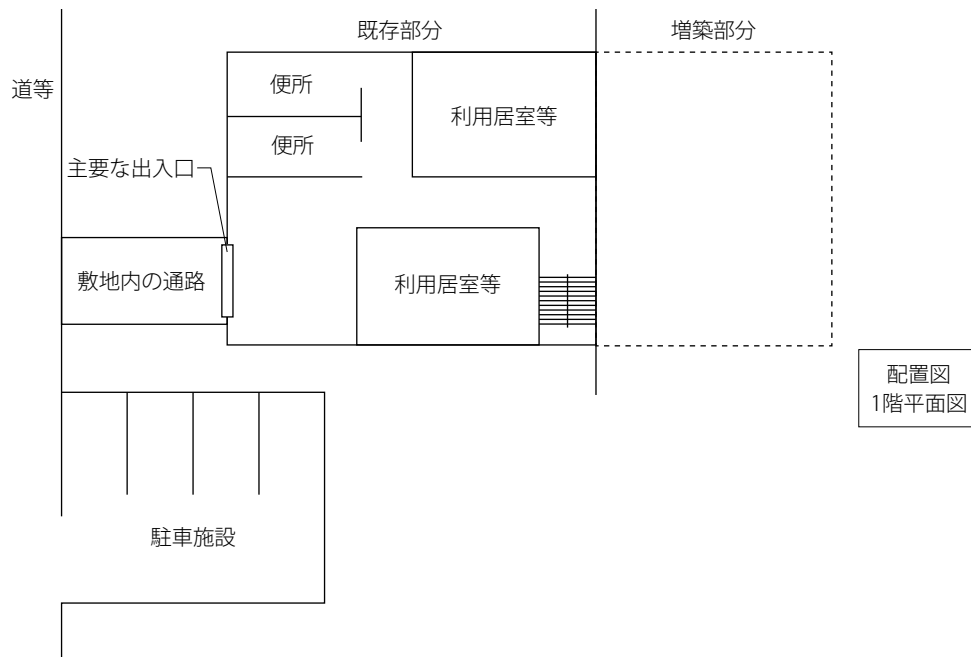 既存部分
増築部分
道等
便所
利用居室等
便所
主要な出入口
敷地内の通路
利用居室等
配置図
1階平面図
駐車施設